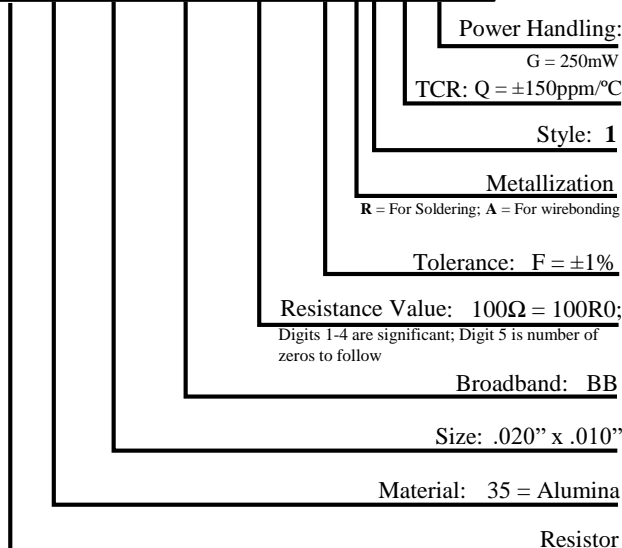 Power Handling:
G = 250mW
TCR: Q = ±150ppm/ºC
Style: 1
Metallization
R = For Soldering; A = For wirebonding
Tolerance: F = ±1%
Resistance Value: 100Ω = 100R0;
Digits 1-4 are significant; Digit 5 is number of
zeros to follow
Broadband: BB
Size: .020” x .010”
Material: 35 = Alumina
Resistor